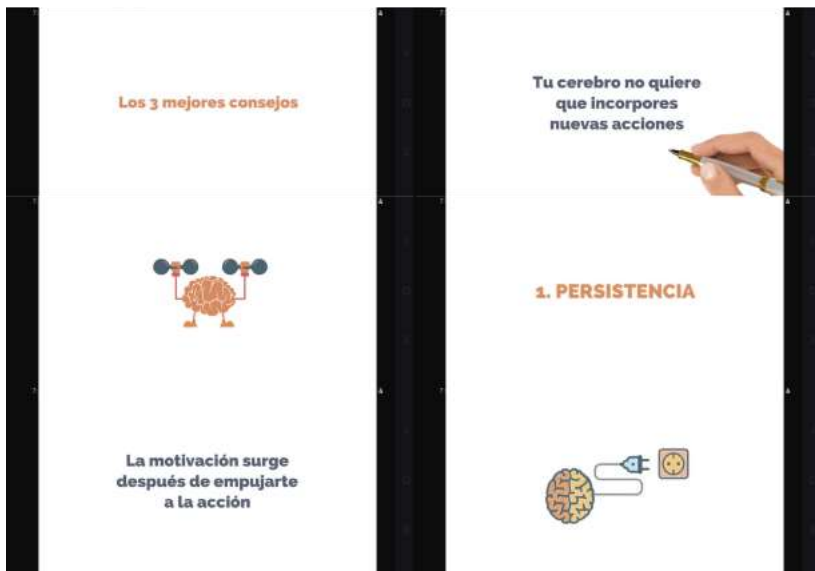 Los 3 mejores consejos
Tu cerebro no quiere
que incorpores
nuevas acciones
1. PERSISTENCIA
La motivación surge
después de empujarte
a la acción